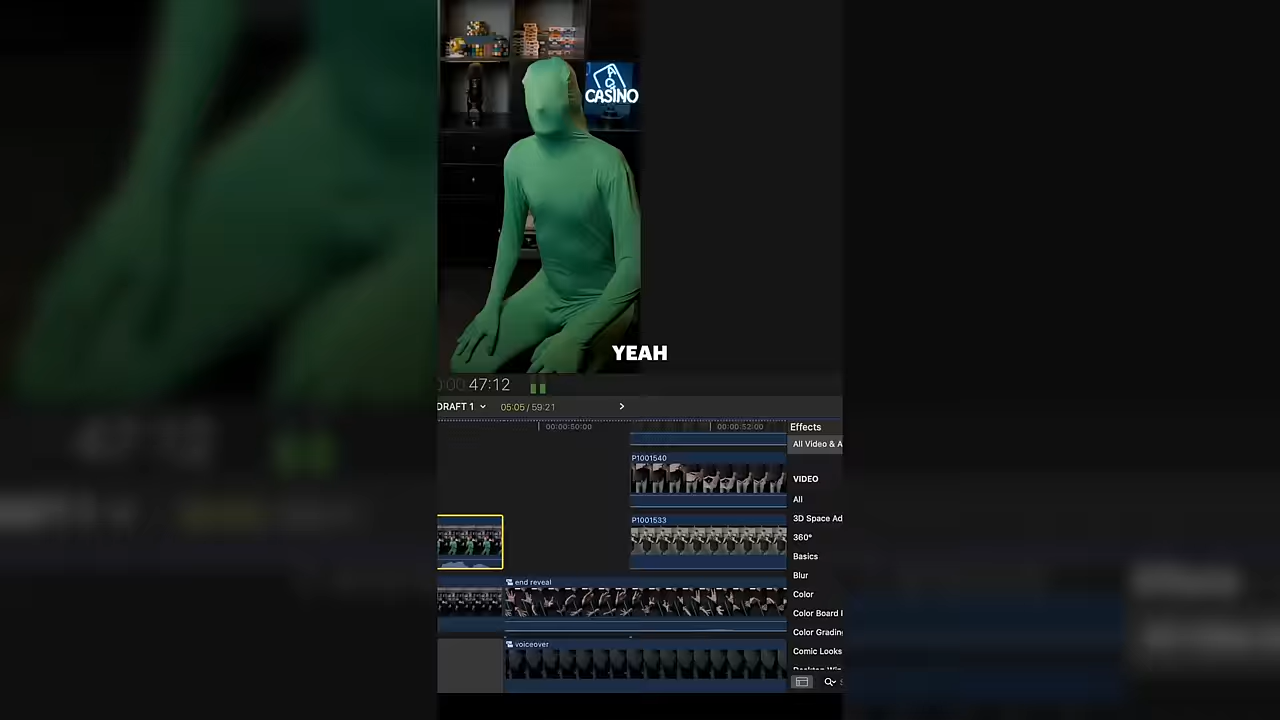 CASINO
YEAH
47:12
DRAFT 1
05:05 / 59:21
00:00:50:00
00:00:52:00
Effects
All Video & A
P1001540
VIDEO
All
P1001533
3D Space Ad
360°
Basics
Blur
end reveal
Color
Color Board
Color Grading
voiceover
Comic Looks